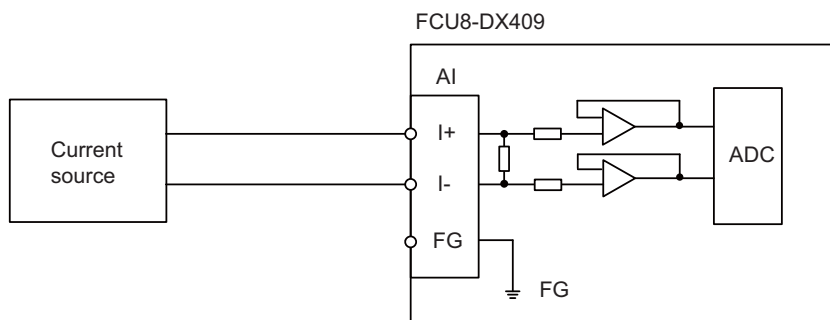 FCU8-DX409
AI
Current
source
I+
I-
FG
ADC
FG